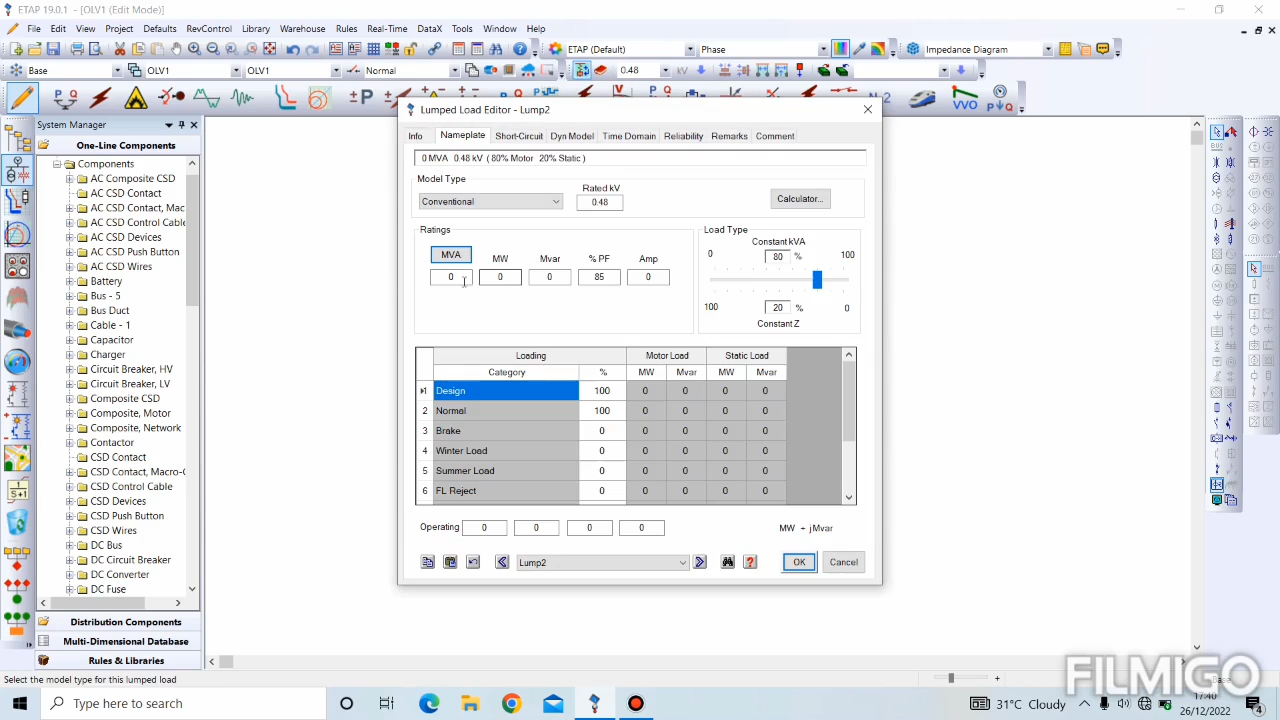 ETAP 19.0.1 - [OLV1 (Edit Mode)]
File Edit View Project Defaults RevControl Library Warehouse Rules Real-Time DataX Tools Window Help
ETAP (Default) Phase Impedance Diagram
Base OLV1 OLV1 Normal 0.48 kV
System Manager
One-Line Components
Components
AC Composite CSD
AC CSD Contact
AC CSD Contact, Mac
AC CSD Control Cable
AC CSD Devices
AC CSD Push Button
AC CSD Wires
Battery
Bus - 5
Bus Duct
Cable - 1
Capacitor
Charger
Circuit Breaker, HV
Circuit Breaker, LV
Composite CSD
Composite, Motor
Composite, Network
Contactor
CSD Contact
CSD Contact, Macro-C
CSD Control Cable
CSD Devices
CSD Push Button
CSD Wires
DC Bus
DC Circuit Breaker
DC Converter
DC Fuse
Distribution Components
Multi-Dimensional Database
Rules & Libraries
Lumped Load Editor - Lump2
Info Nameplate Short-Circuit Dyn Model Time Domain Reliability Remarks Comment
0 MVA 0.48 kV ( 80% Motor 20% Static )
Model Type
Rated kV
Conventional 0.48 Calculator...
Ratings
MVA MW Mvar % PF Amp
0 0 0 85 0
Load Type
Constant kVA
0 80 % 100
100 20 % 0
Constant Z
Loading Motor Load Static Load
Category % MW Mvar MW Mvar
1 Design 100 0 0 0 0
2 Normal 100 0 0 0 0
3 Brake 0 0 0 0 0
4 Winter Load 0 0 0 0 0
5 Summer Load 0 0 0 0 0
6 FL Reject 0 0 0 0 0
Operating 0 0 0 0 MW + jMvar
Lump2 OK Cancel
VVO
Select the model type for this lumped load
Base
FILMIGO
Type here to search
31°C Cloudy
17:40
26/12/2022
4